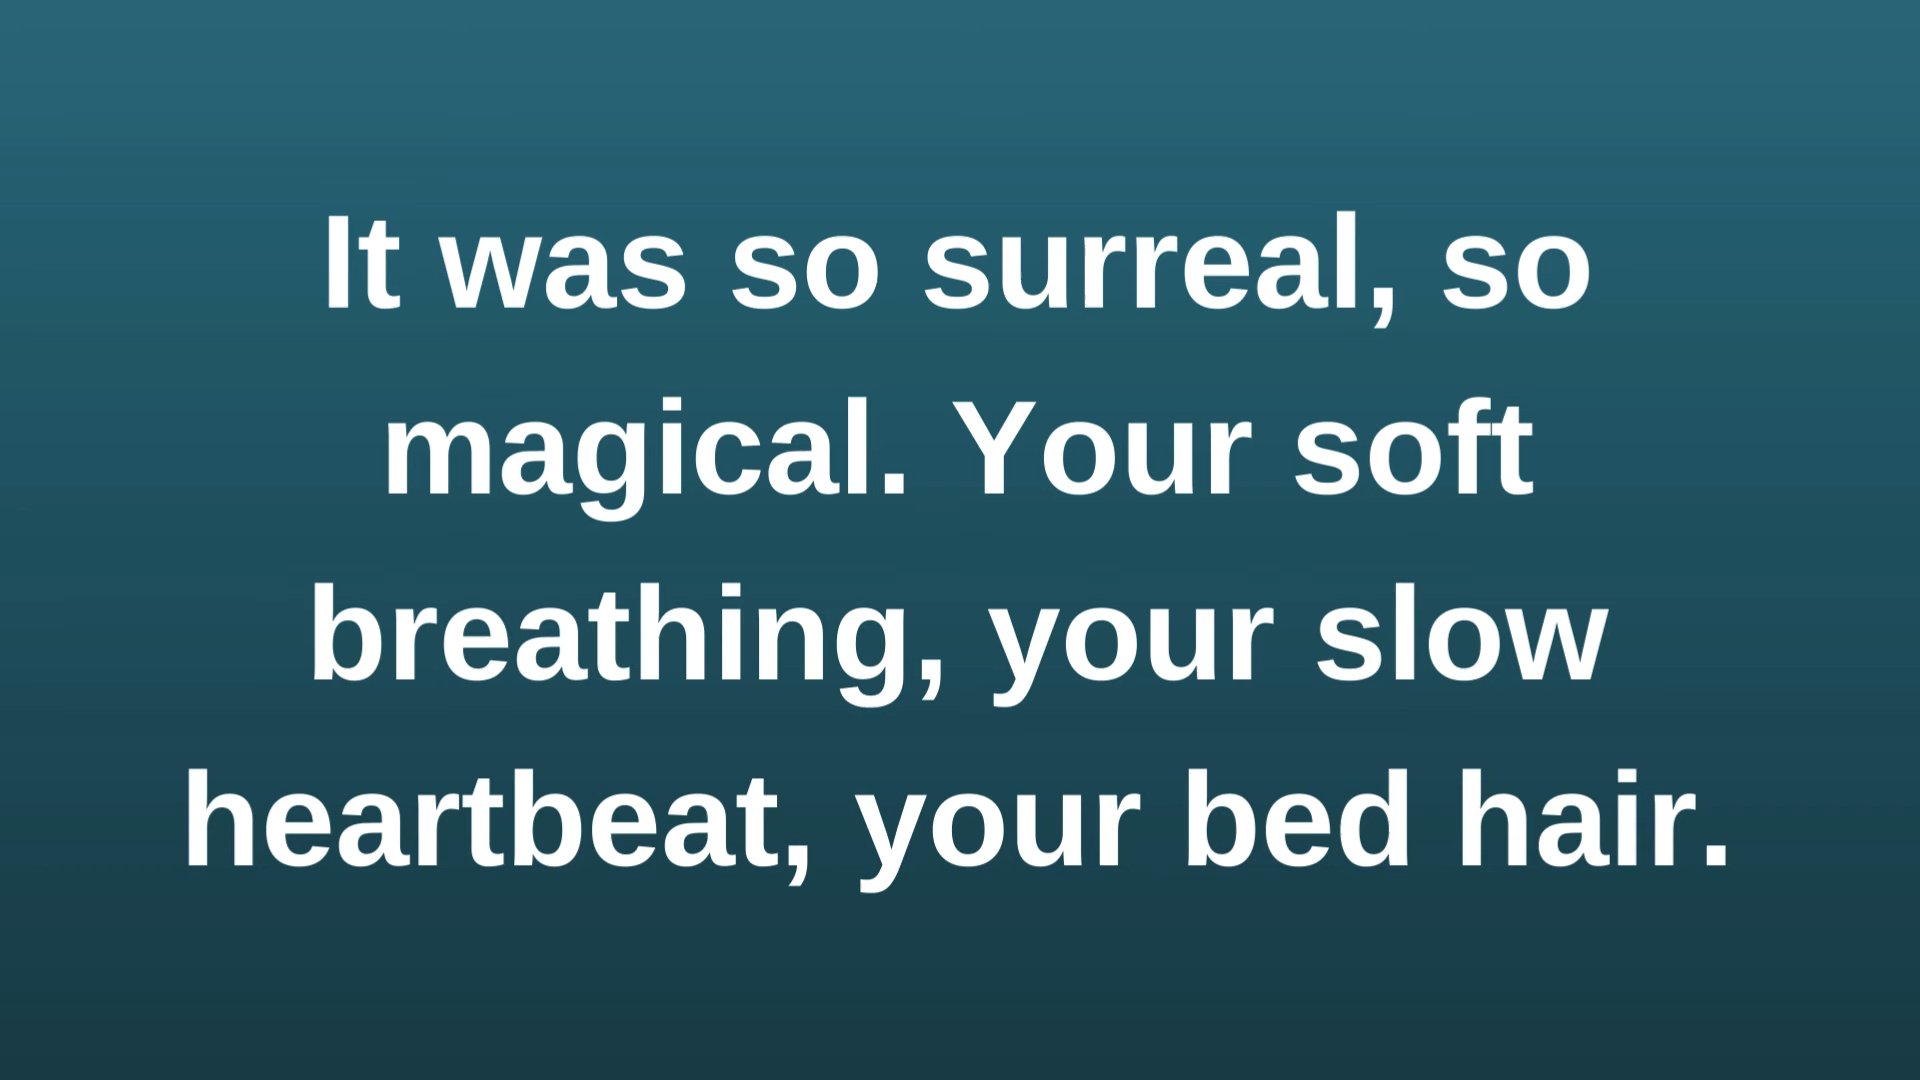 It was so surreal, so
magical. Your soft
breathing, your slow
heartbeat, your bed hair.